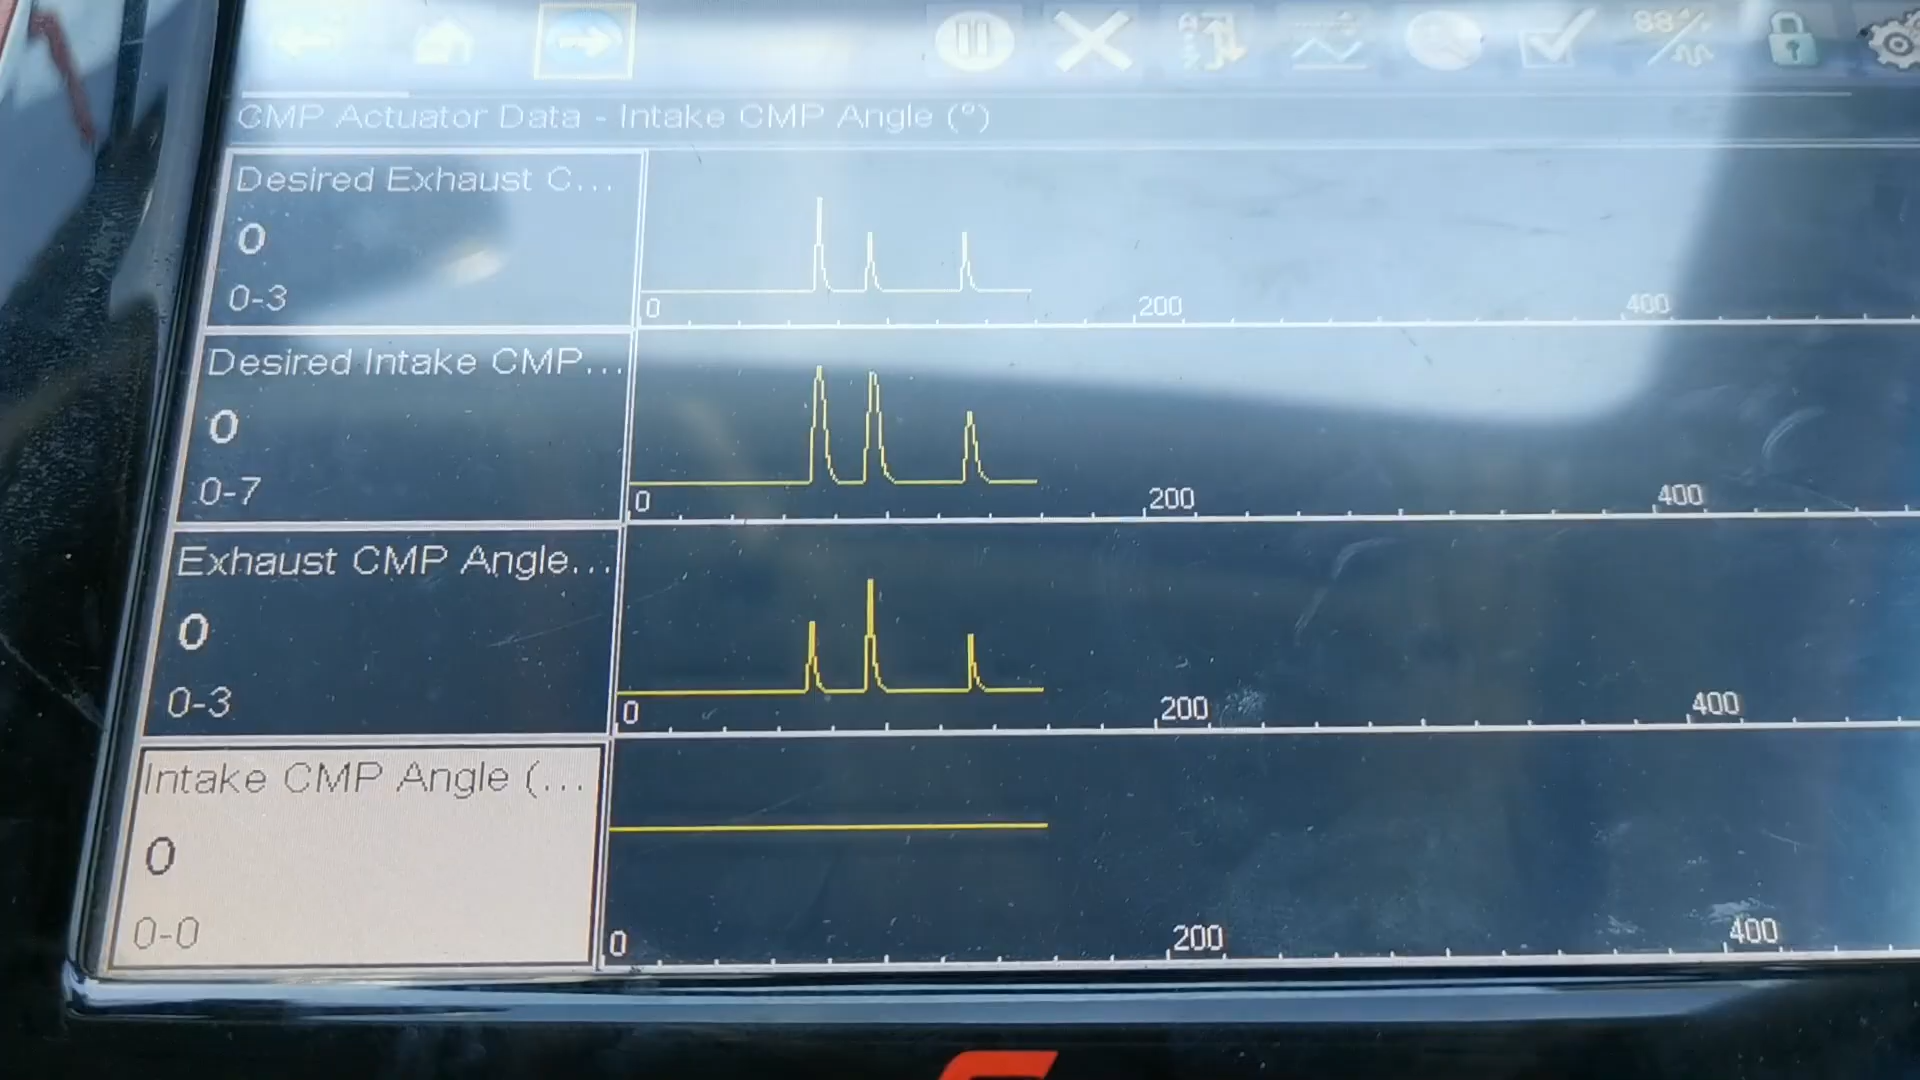 88
CMP Actuator Data - Intake CMP Angle (°)
Desired Exhaust C...
0
0-3
0 200 400
Desired Intake CMP...
0
0-7
0 200 400
Exhaust CMP Angle...
0
0-3
0 200 400
Intake CMP Angle (...
0
0-0
0 200 400